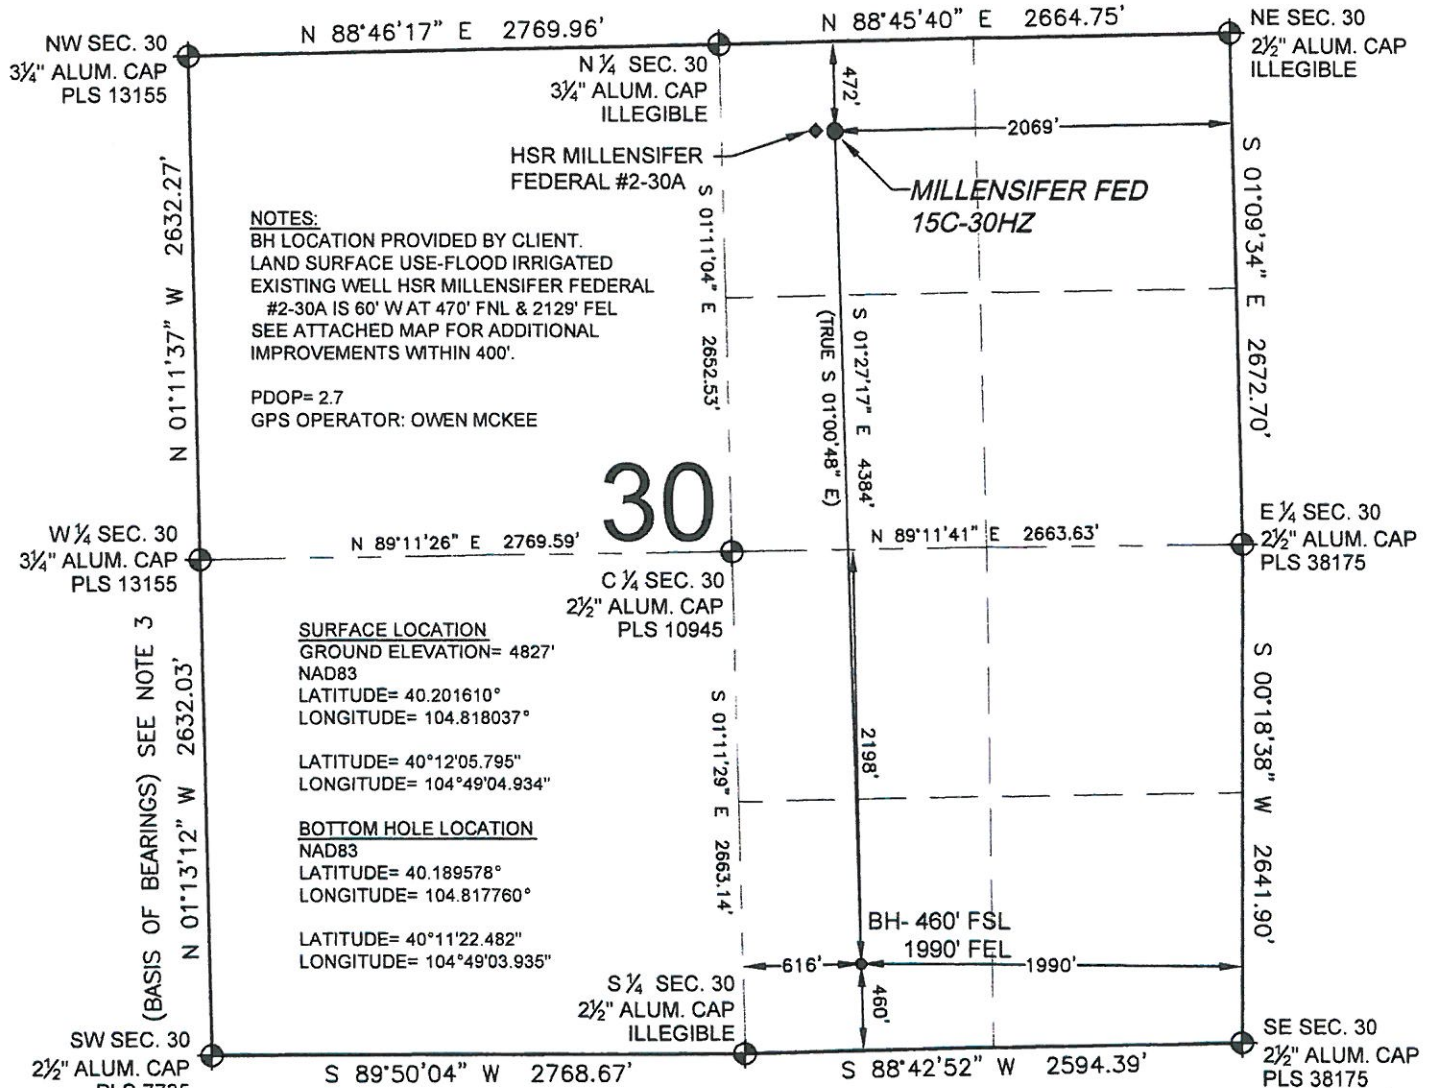 N 88°46'17" E 2769.96'
N 88°45'40" E 2664.75'
NW SEC. 30
3¼" ALUM. CAP
PLS 13155
N ¼ SEC. 30
3¼" ALUM. CAP
ILLEGIBLE
NE SEC. 30
2½" ALUM. CAP
ILLEGIBLE
472'
2069'
HSR MILLENSIFER
FEDERAL #2-30A
MILLENSIFER FED
15C-30HZ
N 01°11'37" W 2632.27'
S 01°11'04" E 2652.53'
S 01°09'34" E 2672.70'
NOTES:
BH LOCATION PROVIDED BY CLIENT.
LAND SURFACE USE-FLOOD IRRIGATED
EXISTING WELL HSR MILLENSIFER FEDERAL
#2-30A IS 60' W AT 470' FNL & 2129' FEL
SEE ATTACHED MAP FOR ADDITIONAL
IMPROVEMENTS WITHIN 400'.
PDOP= 2.7
GPS OPERATOR: OWEN MCKEE
S 01°27'17" E 4384'
(TRUE S 01°00'48" E)
30
W ¼ SEC. 30
3¼" ALUM. CAP
PLS 13155
N 89°11'26" E 2769.59'
N 89°11'41" E 2663.63'
E ¼ SEC. 30
2½" ALUM. CAP
PLS 38175
C ¼ SEC. 30
2½" ALUM. CAP
PLS 10945
SURFACE LOCATION
GROUND ELEVATION= 4827'
NAD83
LATITUDE= 40.201610°
LONGITUDE= 104.818037°
LATITUDE= 40°12'05.795"
LONGITUDE= 104°49'04.934"
BOTTOM HOLE LOCATION
NAD83
LATITUDE= 40.189578°
LONGITUDE= 104.817760°
LATITUDE= 40°11'22.482"
LONGITUDE= 104°49'03.935"
(BASIS OF BEARINGS) SEE NOTE 3
N 01°13'12" W 2632.03'
S 01°11'29" E 2663.14'
2198'
S 00°18'38" W 2641.90'
BH- 460' FSL
1990' FEL
616'
1990'
460'
S ¼ SEC. 30
2½" ALUM. CAP
ILLEGIBLE
SW SEC. 30
2½" ALUM. CAP
PLS
S 89°50'04" W 2768.67'
S 88°42'52" W 2594.39'
SE SEC. 30
2½" ALUM. CAP
PLS 38175